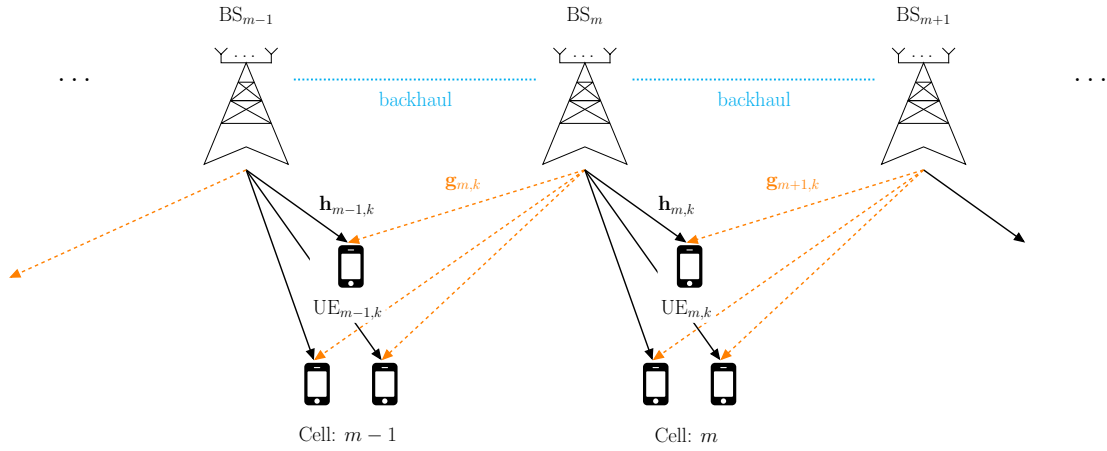 BS_{m−1} BS_m BS_{m+1}
... ... ... ... ...
backhaul backhaul
g_{m,k} g_{m+1,k}
h_{m−1,k} h_{m,k}
UE_{m−1,k} UE_{m,k}
Cell: m − 1 Cell: m